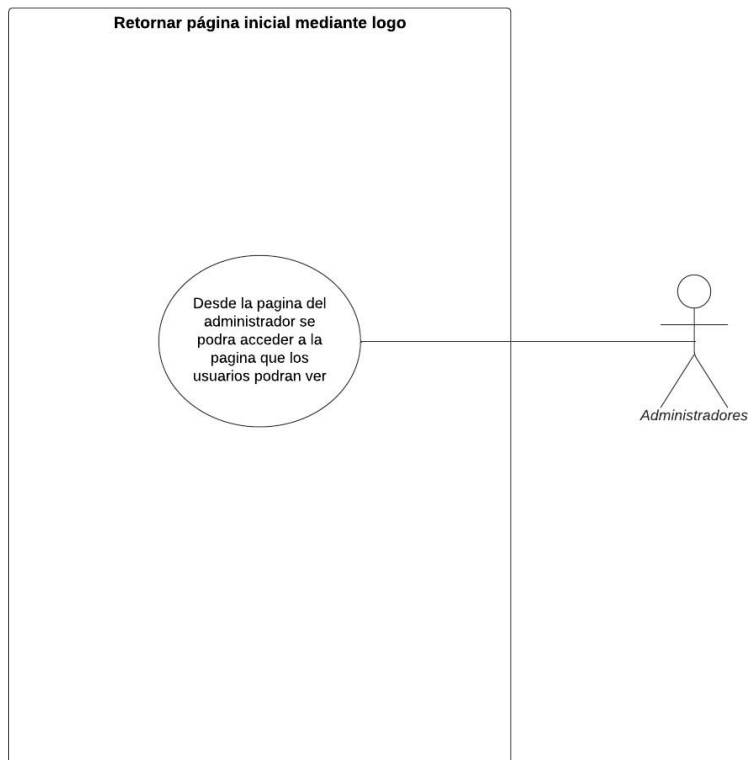 Retornar página inicial mediante logo
Desde la pagina del
administrador se
podra acceder a la
pagina que los
usuarios podran ver
Administradores